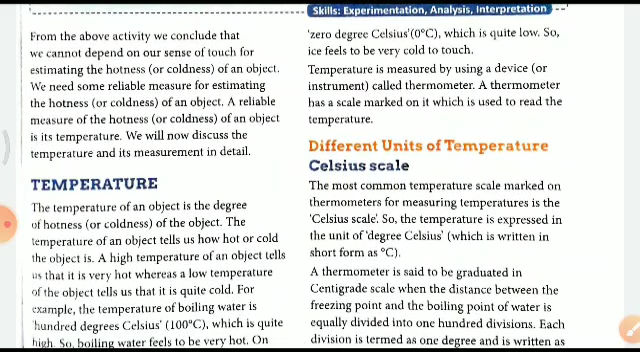 Skills: Experimentation, Analysis, Interpretation
From the above activity we conclude that
we cannot depend on our sense of touch for
estimating the hotness (or coldness) of an object.
We need some reliable measure for estimating
the hotness (or coldness) of an object. A reliable
measure of the hotness (or coldness) of an object
is its temperature. We will now discuss the
temperature and its measurement in detail.
TEMPERATURE
The temperature of an object is the degree
of hotness (or coldness) of the object. The
temperature of an object tells us how hot or cold
the object is. A high temperature of an object tells
us that it is very hot whereas a low temperature
of the object tells us that it is quite cold. For
example, the temperature of boiling water is
'hundred degrees Celsius' (100°C), which is quite
high. So, boiling water feels to be very hot. On
'zero degree Celsius'(0°C), which is quite low. So,
ice feels to be very cold to touch.
Temperature is measured by using a device (or
instrument) called thermometer. A thermometer
has a scale marked on it which is used to read the
temperature.
Different Units of Temperature
Celsius scale
The most common temperature scale marked on
thermometers for measuring temperatures is the
'Celsius scale'. So, the temperature is expressed in
the unit of 'degree Celsius' (which is written in
short form as °C).
A thermometer is said to be graduated in
Centigrade scale when the distance between the
freezing point and the boiling point of water is
equally divided into one hundred divisions. Each
division is termed as one degree and is written as